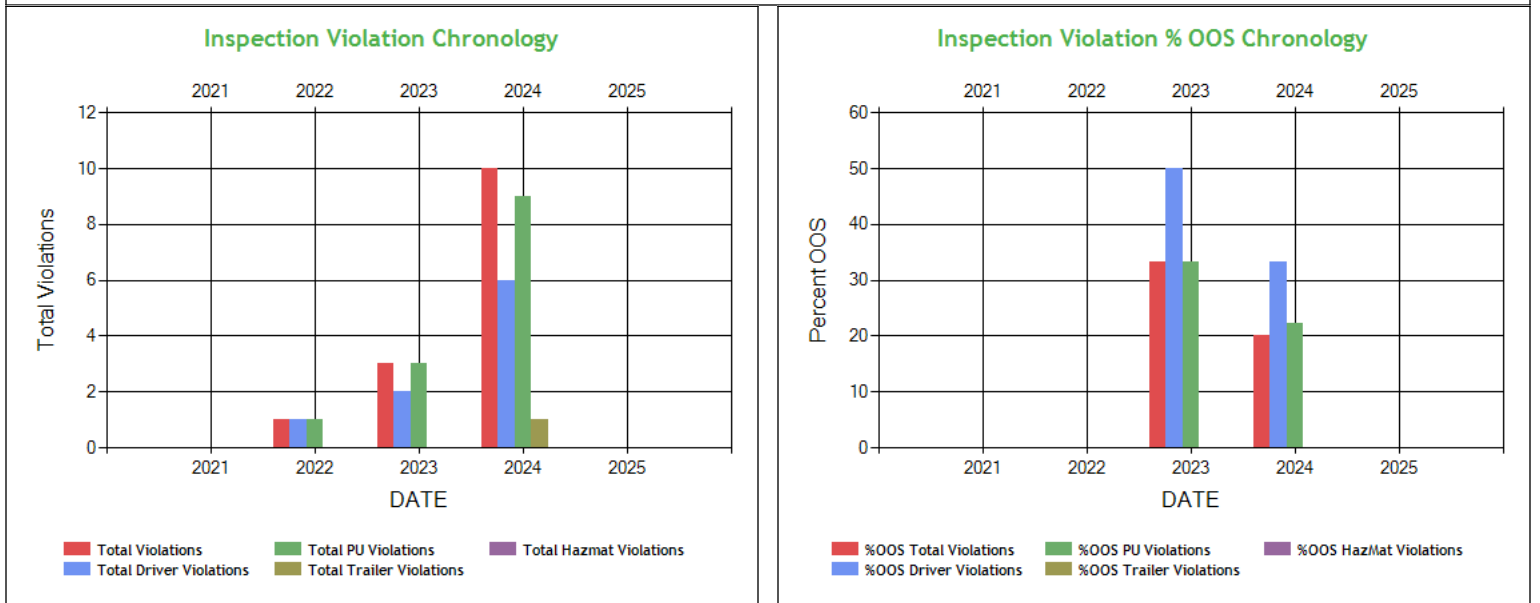 Inspection Violation Chronology
2021 2022 2023 2024 2025
12
10
8
6
4
2
0
Total Violations
2021 2022 2023 2024 2025
DATE
Total Violations Total PU Violations Total Hazmat Violations
Total Driver Violations Total Trailer Violations
Inspection Violation % OOS Chronology
2021 2022 2023 2024 2025
60
50
40
30
20
10
0
Percent OOS
2021 2022 2023 2024 2025
DATE
%OOS Total Violations %OOS PU Violations %OOS HazMat Violations
%OOS Driver Violations %OOS Trailer Violations